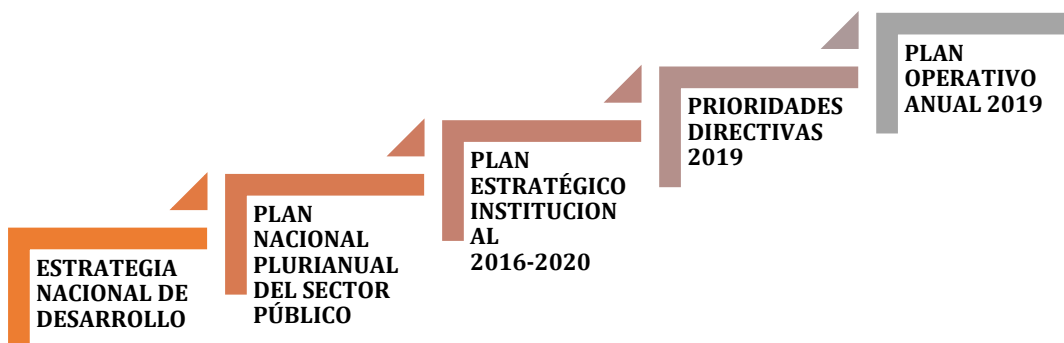 ESTRATEGIA
NACIONAL DE
DESARROLLO
PLAN
NACIONAL
PLURIANUAL
DEL SECTOR
PÚBLICO
PLAN
ESTRATÉGICO
INSTITUCION
AL
2016-2020
PRIORIDADES
DIRECTIVAS
2019
PLAN
OPERATIVO
ANUAL 2019